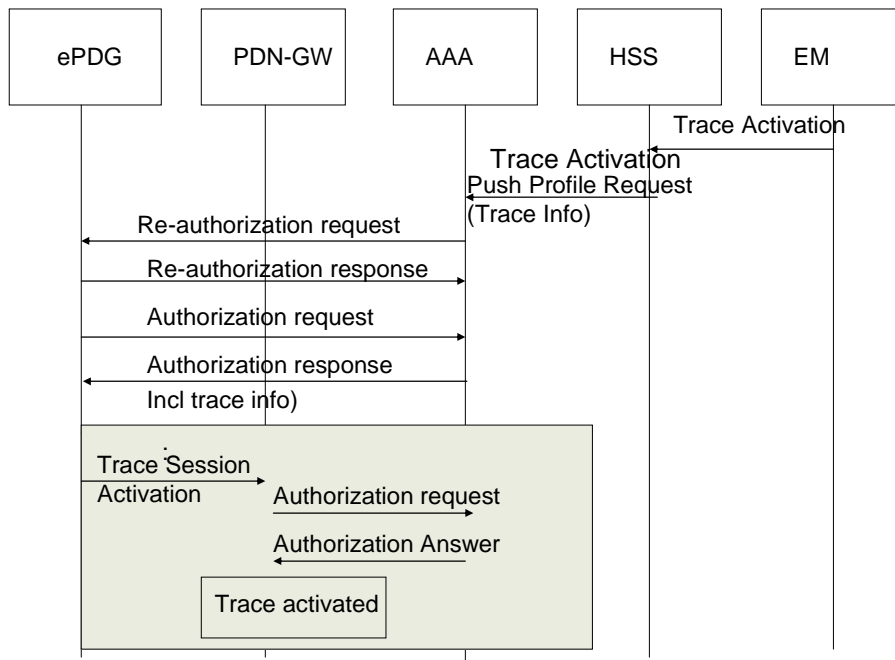 ePDG
PDN-GW
AAA
HSS
EM
Trace Activation
Trace Activation
Push Profile Request
(Trace Info)
Re-authorization request
Re-authorization response
Authorization request
Authorization response
Incl trace info)
:
Trace Session
Activation
Authorization request
Authorization Answer
Trace activated